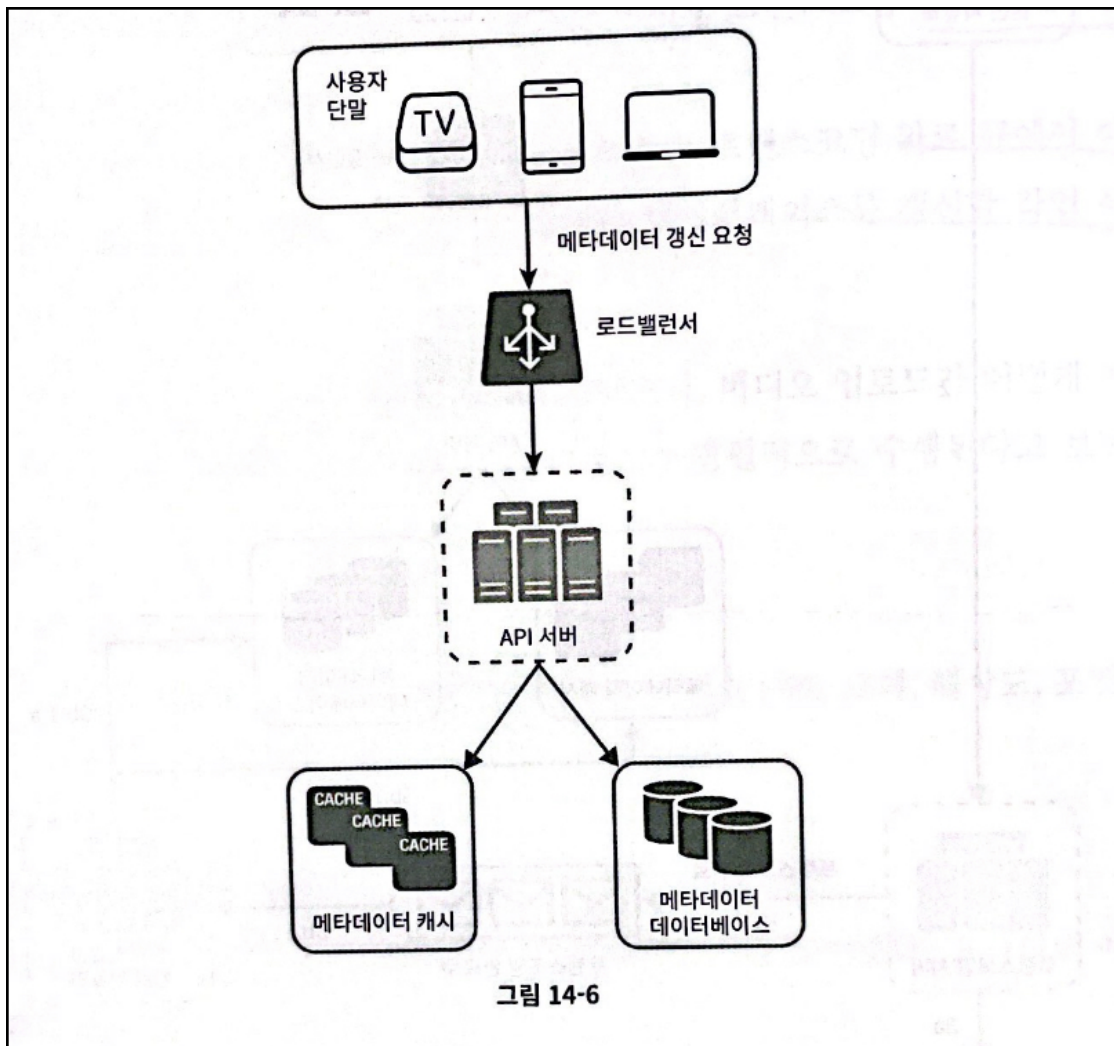 사용자
단말
TV
메타데이터 갱신 요청
로드밸런서
API 서버
CACHE
CACHE
CACHE
메타데이터 캐시
메타데이터
데이터베이스
그림 14-6